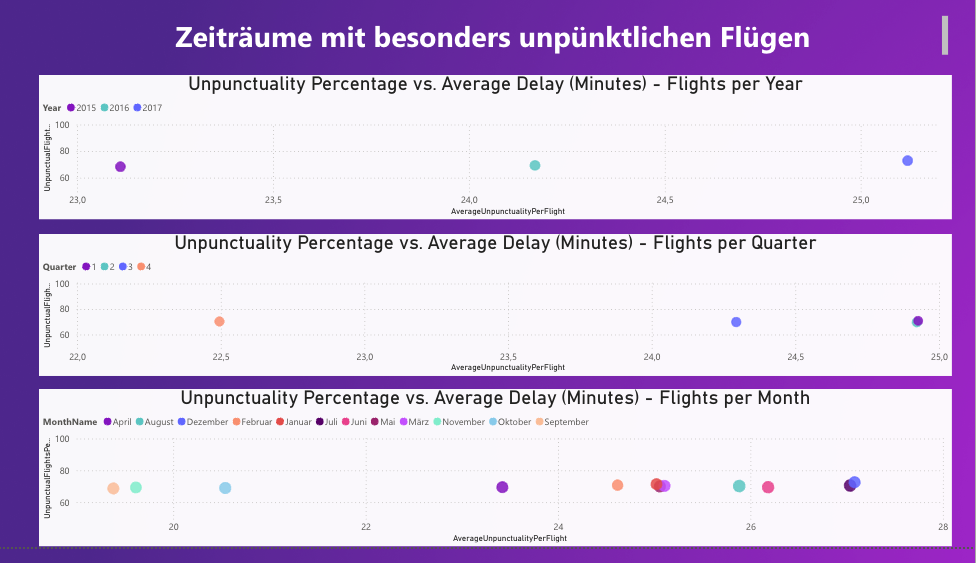 Zeiträume mit besonders unpünktlichen Flügen
Unpunctuality Percentage vs. Average Delay (Minutes) - Flights per Year
Year 2015 2016 2017
UnpunctualFlight...
100
80
60
23,0 23,5 24,0 24,5 25,0
AverageUnpunctualityPerFlight
Unpunctuality Percentage vs. Average Delay (Minutes) - Flights per Quarter
Quarter 1 2 3 4
UnpunctualFligh...
100
80
60
22,0 22,5 23,0 23,5 24,0 24,5 25,0
AverageUnpunctualityPerFlight
Unpunctuality Percentage vs. Average Delay (Minutes) - Flights per Month
MonthName April August Dezember Februar Januar Juli Juni Mai März November Oktober September
UnpunctualFlightsPe...
100
80
60
20 22 24 26 28
AverageUnpunctualityPerFlight